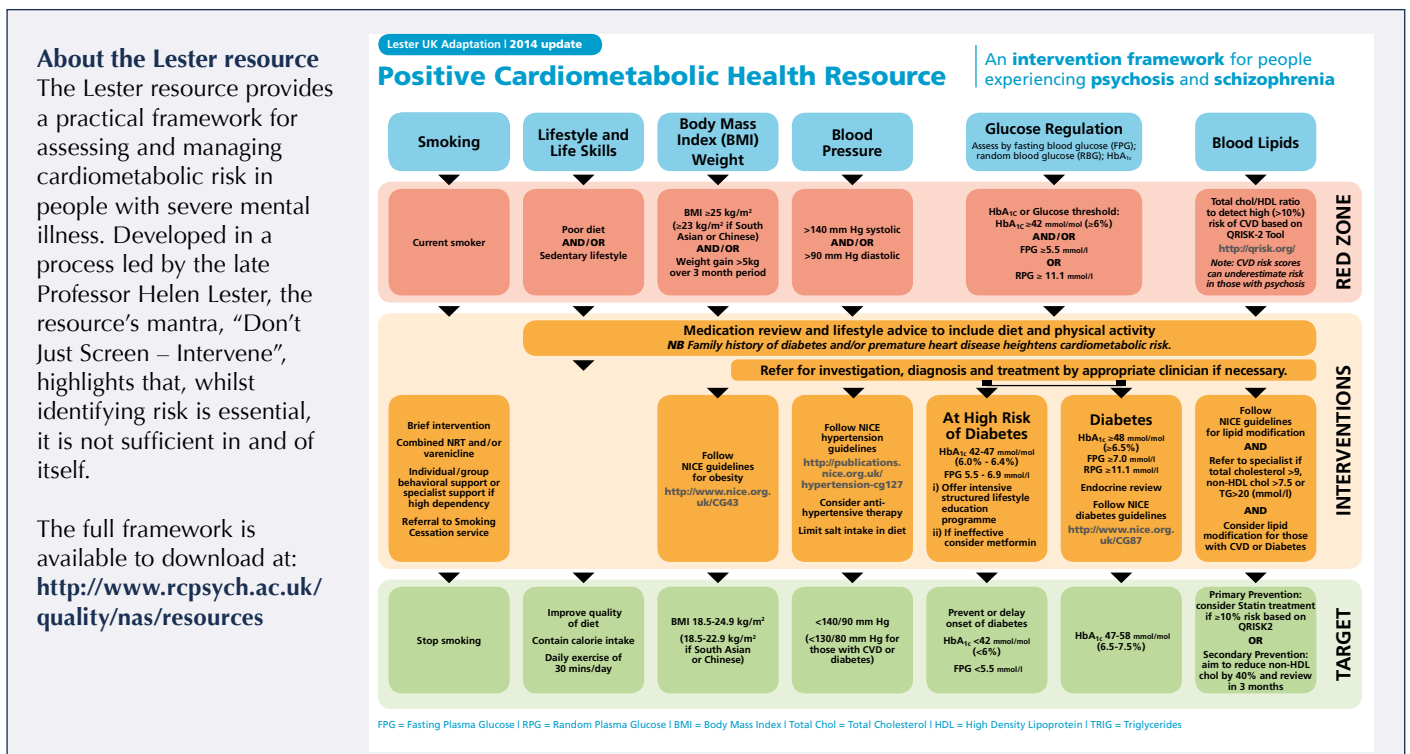 About the Lester resource
The Lester resource provides
a practical framework for
assessing and managing
cardiometabolic risk in
people with severe mental
illness. Developed in a
process led by the late
Professor Helen Lester, the
resource’s mantra, “Don’t
Just Screen – Intervene”,
highlights that, whilst
identifying risk is essential,
it is not sufficient in and of
itself.
The full framework is
available to download at:
http://www.rcpsych.ac.uk/
quality/nas/resources
Lester UK Adaptation | 2014 update
Positive Cardiometabolic Health Resource
An intervention framework for people
experiencing psychosis and schizophrenia
Smoking
Lifestyle and
Life Skills
Body Mass
Index (BMI)
Weight
Blood
Pressure
Glucose Regulation
Assess by fasting blood glucose (FPG);
random blood glucose (RBG); HbA1c
Blood Lipids
Current smoker
Poor diet
AND/OR
Sedentary lifestyle
BMI ≥25 kg/m²
(≥23 kg/m² if South
Asian or Chinese)
AND/OR
Weight gain >5kg
over 3 month period
>140 mm Hg systolic
AND/OR
>90 mm Hg diastolic
HbA1C or Glucose threshold:
HbA1C ≥42 mmol/mol (≥6%)
AND/OR
FPG ≥5.5 mmol/l
OR
RPG ≥ 11.1 mmol/l
Total chol/HDL ratio
to detect high (>10%)
risk of CVD based on
QRISK-2 Tool
http://qrisk.org/
Note: CVD risk scores
can underestimate risk
in those with psychosis
RED ZONE
Medication review and lifestyle advice to include diet and physical activity
NB Family history of diabetes and/or premature heart disease heightens cardiometabolic risk.
Refer for investigation, diagnosis and treatment by appropriate clinician if necessary.
Brief intervention
Combined NRT and/or
varenicline
Individual/group
behavioral support or
specialist support if
high dependency
Referral to Smoking
Cessation service
Follow
NICE guidelines
for obesity
http://www.nice.org.
uk/CG43
Follow NICE
hypertension
guidelines
http://publications.
nice.org.uk/
hypertension-cg127
Consider anti-
hypertensive therapy
Limit salt intake in diet
At High Risk
of Diabetes
HbA1c 42-47 mmol/mol
(6.0% - 6.4%)
FPG 5.5 - 6.9 mmol/l
i) Offer intensive
structured lifestyle
education
programme
ii) If ineffective
consider metformin
Diabetes
HbA1c ≥48 mmol/mol
(≥6.5%)
FPG ≥7.0 mmol/l
RPG ≥11.1 mmol/l
Endocrine review
Follow NICE
diabetes guidelines
http://www.nice.org.
uk/CG87
Follow
NICE guidelines
for lipid modification
AND
Refer to specialist if
total cholesterol >9,
non-HDL chol >7.5 or
TG>20 (mmol/l)
AND
Consider lipid
modification for those
with CVD or Diabetes
INTERVENTIONS
Stop smoking
Improve quality
of diet
Contain calorie intake
Daily exercise of
30 mins/day
BMI 18.5-24.9 kg/m²
(18.5-22.9 kg/m²
if South Asian
or Chinese)
<140/90 mm Hg
(<130/80 mm Hg for
those with CVD or
diabetes)
Prevent or delay
onset of diabetes
HbA1c <42 mmol/mol
(<6%)
FPG <5.5 mmol/l
HbA1c 47-58 mmol/mol
(6.5-7.5%)
Primary Prevention:
consider Statin treatment
if ≥10% risk based on
QRISK2
OR
Secondary Prevention:
aim to reduce non-HDL
chol by 40% and review
in 3 months
TARGET
FPG = Fasting Plasma Glucose | RPG = Random Plasma Glucose | BMI = Body Mass Index | Total Chol = Total Cholesterol | HDL = High Density Lipoprotein | TRIG = Triglycerides